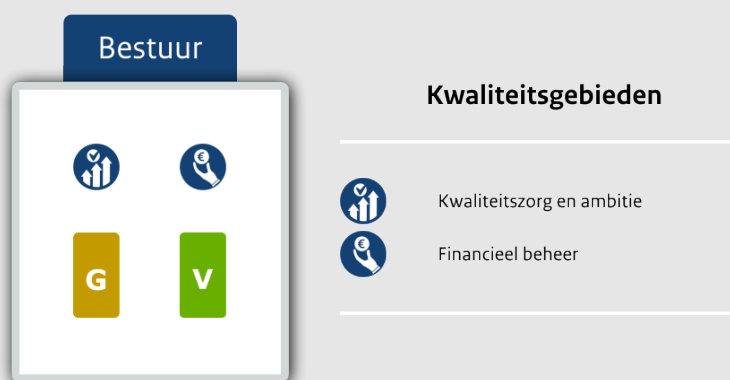 Bestuur
G
V
Kwaliteitsgebieden
Kwaliteitszorg en ambitie
Financieel beheer